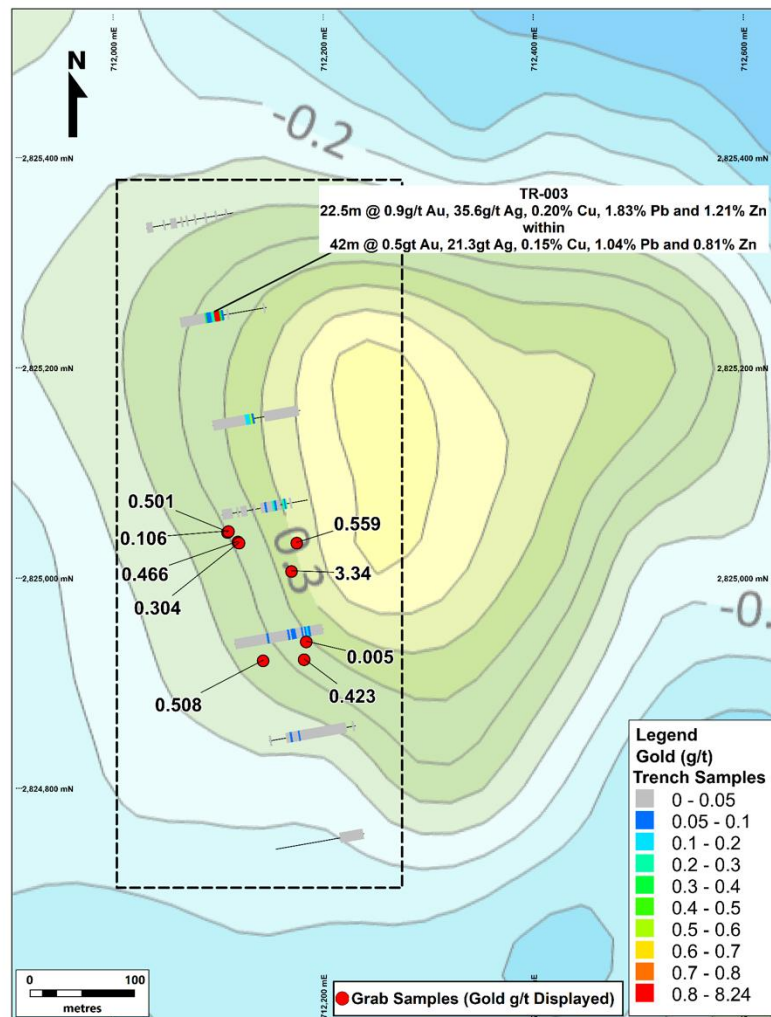 712,000 mE
712,200 mE
712,400 mE
712,600 mE
N
-0.2
2,825,400 mN
2,825,400 mN
TR-003
22.5m @ 0.9g/t Au, 35.6g/t Ag, 0.20% Cu, 1.83% Pb and 1.21% Zn
within
42m @ 0.5gt Au, 21.3gt Ag, 0.15% Cu, 1.04% Pb and 0.81% Zn
2,825,200 mN
2,825,200 mN
0.501
0.106
0.466
0.304
0.559
0.3
3.34
2,825,000 mN
2,825,000 mN
0.005
0.508
0.423
2,824,800 mN
Legend
Gold (g/t)
Trench Samples
0 - 0.05
0.05 - 0.1
0.1 - 0.2
0.2 - 0.3
0.3 - 0.4
0.4 - 0.5
0.5 - 0.6
0.6 - 0.7
0.7 - 0.8
0.8 - 8.24
0 100
metres
712,200 mE
Grab Samples (Gold g/t Displayed)